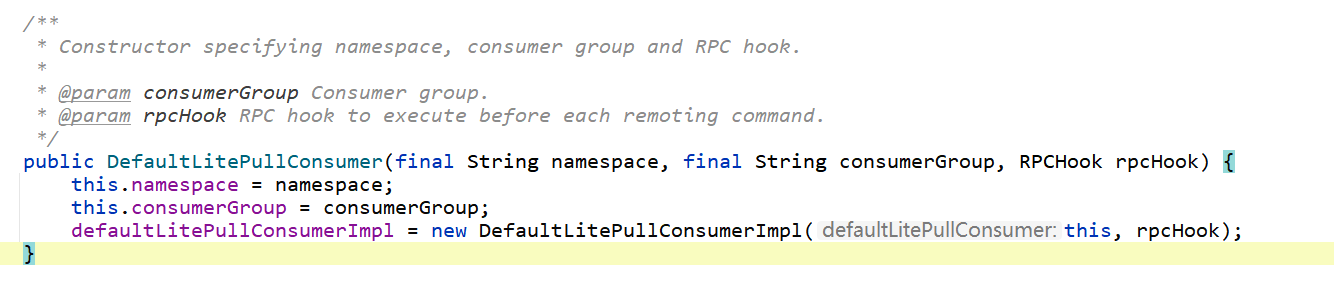 /**
 * Constructor specifying namespace, consumer group and RPC hook.
 *
 * @param consumerGroup Consumer group.
 * @param rpcHook RPC hook to execute before each remoting command.
 */
public DefaultLitePullConsumer(final String namespace, final String consumerGroup, RPCHook rpcHook) {
    this.namespace = namespace;
    this.consumerGroup = consumerGroup;
    defaultLitePullConsumerImpl = new DefaultLitePullConsumerImpl( defaultLitePullConsumer: this, rpcHook);
}